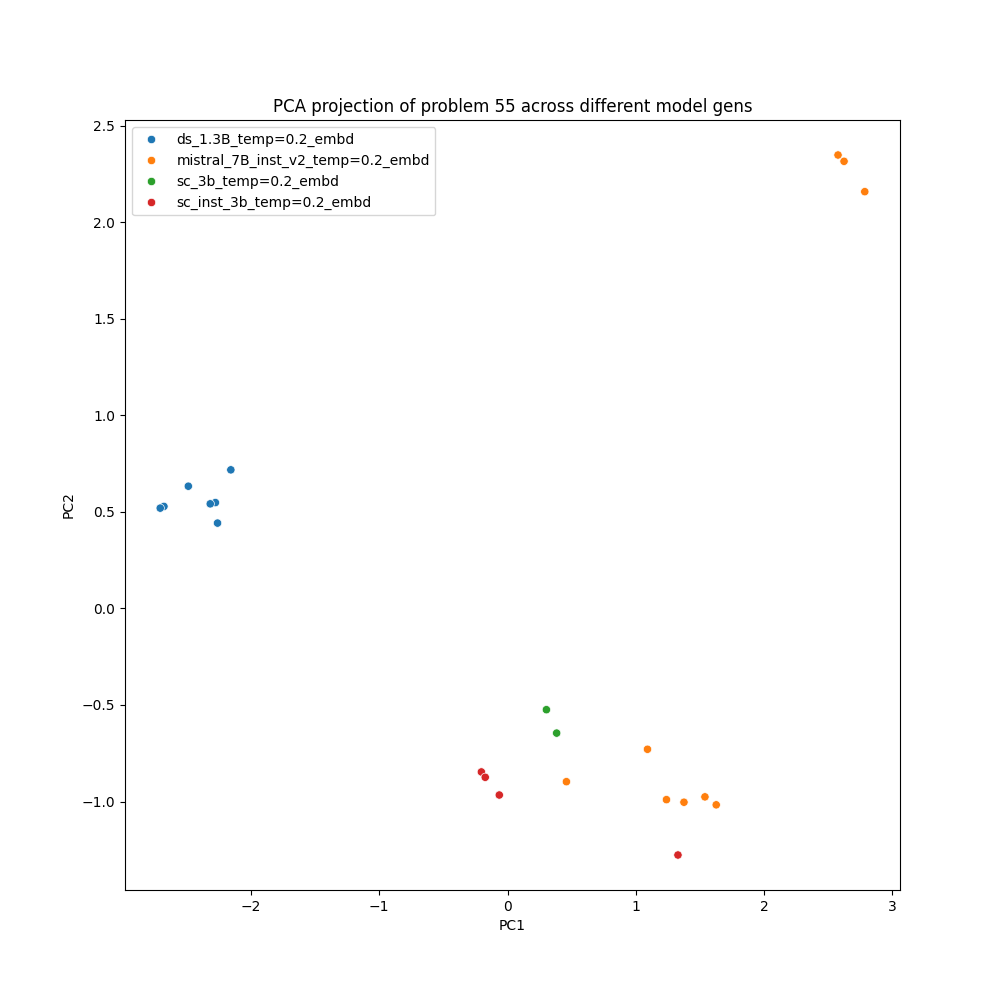 PCA projection of problem 55 across different model gens
ds_1.3B_temp=0.2_embd
mistral_7B_inst_v2_temp=0.2_embd
sc_3b_temp=0.2_embd
sc_inst_3b_temp=0.2_embd
2.5
2.0
1.5
1.0
0.5
0.0
−0.5
−1.0
PC2
−2
−1
0
1
2
3
PC1